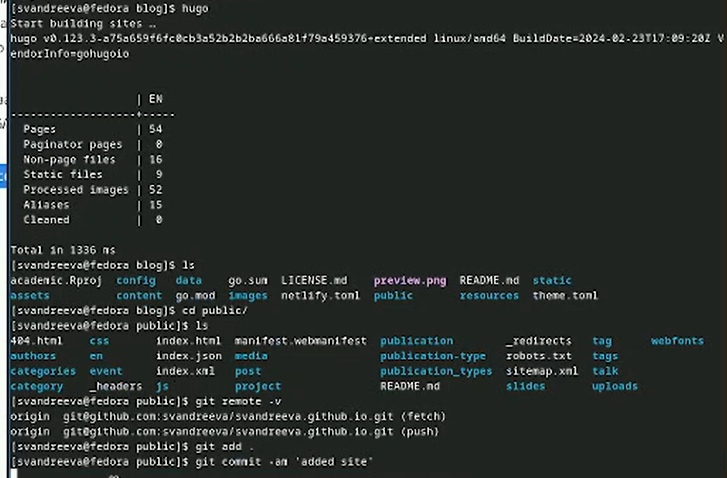 [svandreeva@fedora blog]$ hugo
Start building sites …
hugo v0.123.3-a75a659f6fc0cb3a52b2b2ba666a81f79a459376+extended linux/amd64 BuildDate=2024-02-23T17:09:20Z V
endorInfo=gohugoio
| EN
-------------------+-----
Pages | 54
Paginator pages | 0
Non-page files | 16
Static files | 9
Processed images | 52
Aliases | 15
Cleaned | 0
Total in 1336 ms
[svandreeva@fedora blog]$ ls
academic.Rproj config data go.sum LICENSE.md preview.png README.md static
assets content go.mod images netlify.toml public resources theme.toml
[svandreeva@fedora blog]$ cd public/
[svandreeva@fedora public]$ ls
404.html css index.html manifest.webmanifest publication _redirects tag webfonts
authors en index.json media publication-type robots.txt tags
categories event index.xml post publication_types sitemap.xml talk
category _headers js project README.md slides uploads
[svandreeva@fedora public]$ git remote -v
origin git@github.com:svandreeva/svandreeva.github.io.git (fetch)
origin git@github.com:svandreeva/svandreeva.github.io.git (push)
[svandreeva@fedora public]$ git add .
[svandreeva@fedora public]$ git commit -am 'added site'